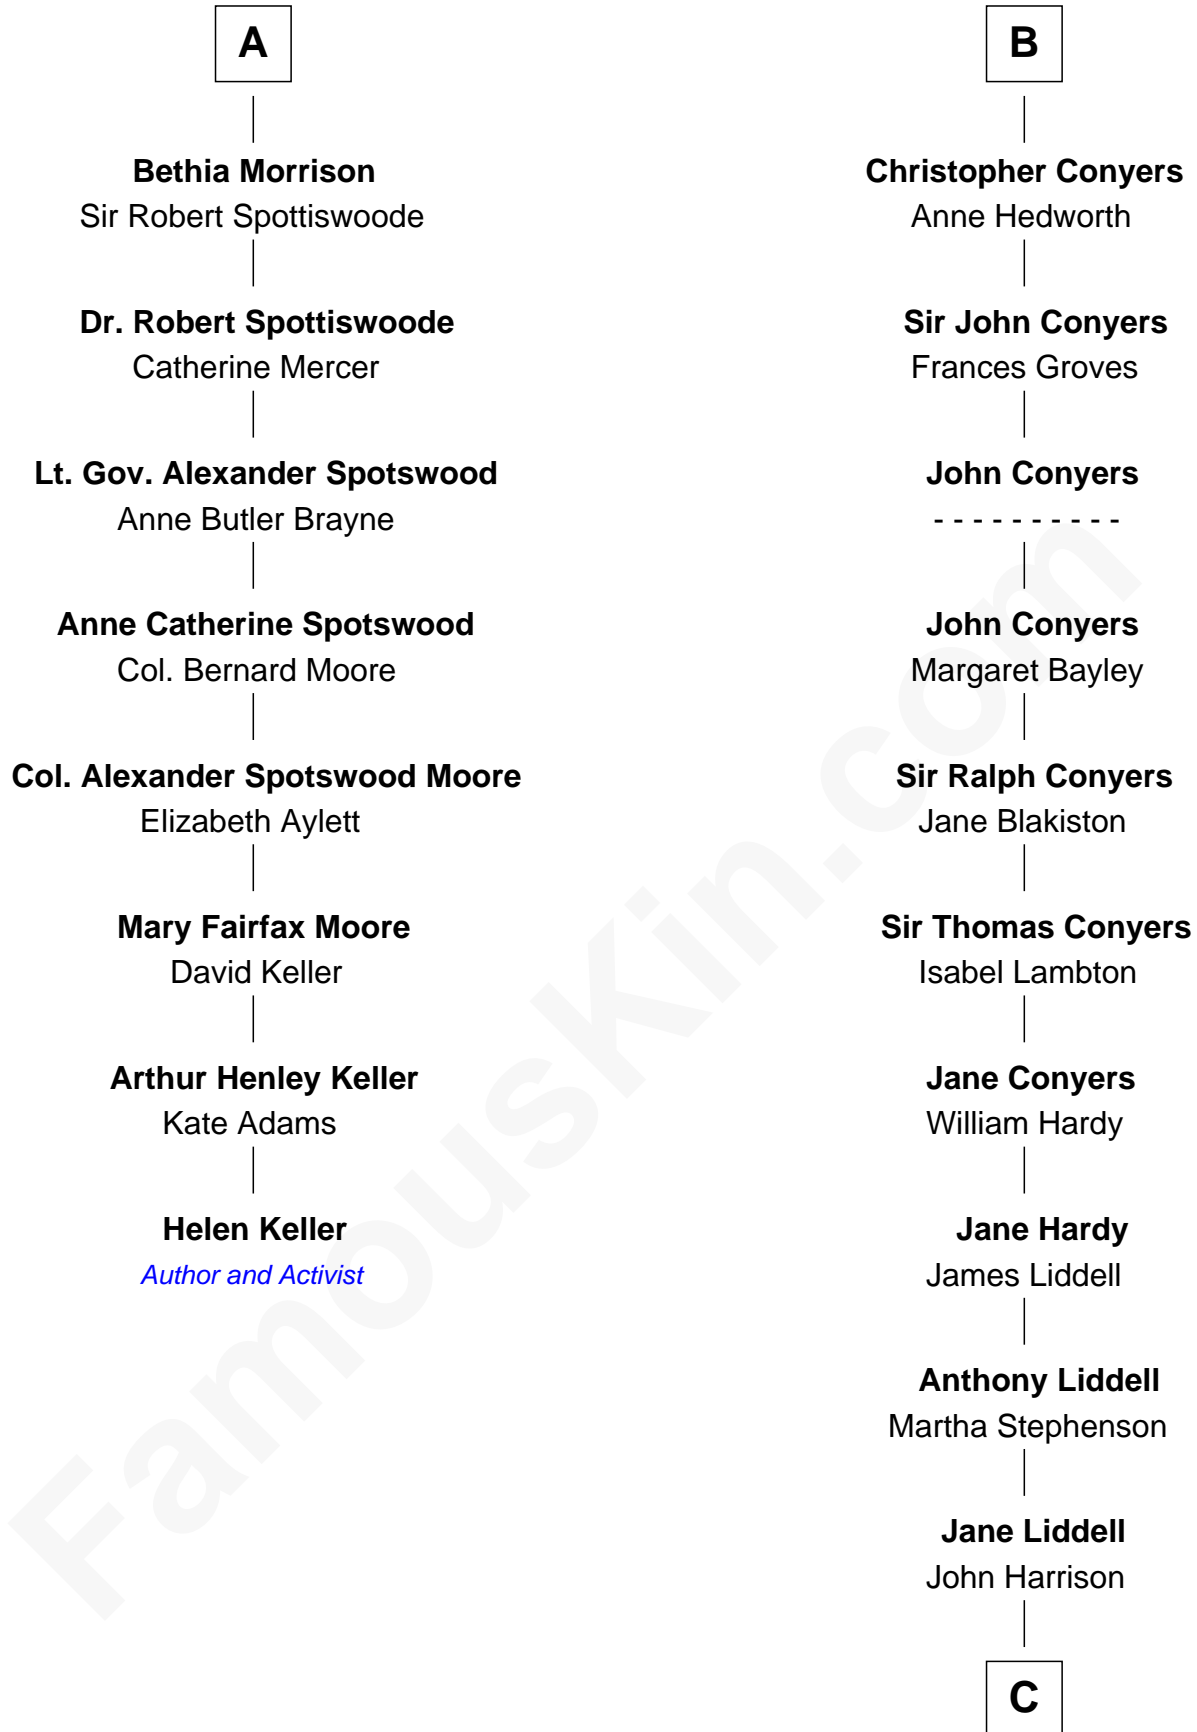 A
Bethia Morrison
Sir Robert Spottiswoode
Dr. Robert Spottiswoode
Catherine Mercer
Lt. Gov. Alexander Spotswood
Anne Butler Brayne
Anne Catherine Spotswood
Col. Bernard Moore
Col. Alexander Spotswood Moore
Elizabeth Aylett
Mary Fairfax Moore
David Keller
Arthur Henley Keller
Kate Adams
Helen Keller
Author and Activist
B
Christopher Conyers
Anne Hedworth
Sir John Conyers
Frances Groves
John Conyers
- - - - - - - - - -
John Conyers
Margaret Bayley
Sir Ralph Conyers
Jane Blakiston
Sir Thomas Conyers
Isabel Lambton
Jane Conyers
William Hardy
Jane Hardy
James Liddell
Anthony Liddell
Martha Stephenson
Jane Liddell
John Harrison
C
FamousKin.com